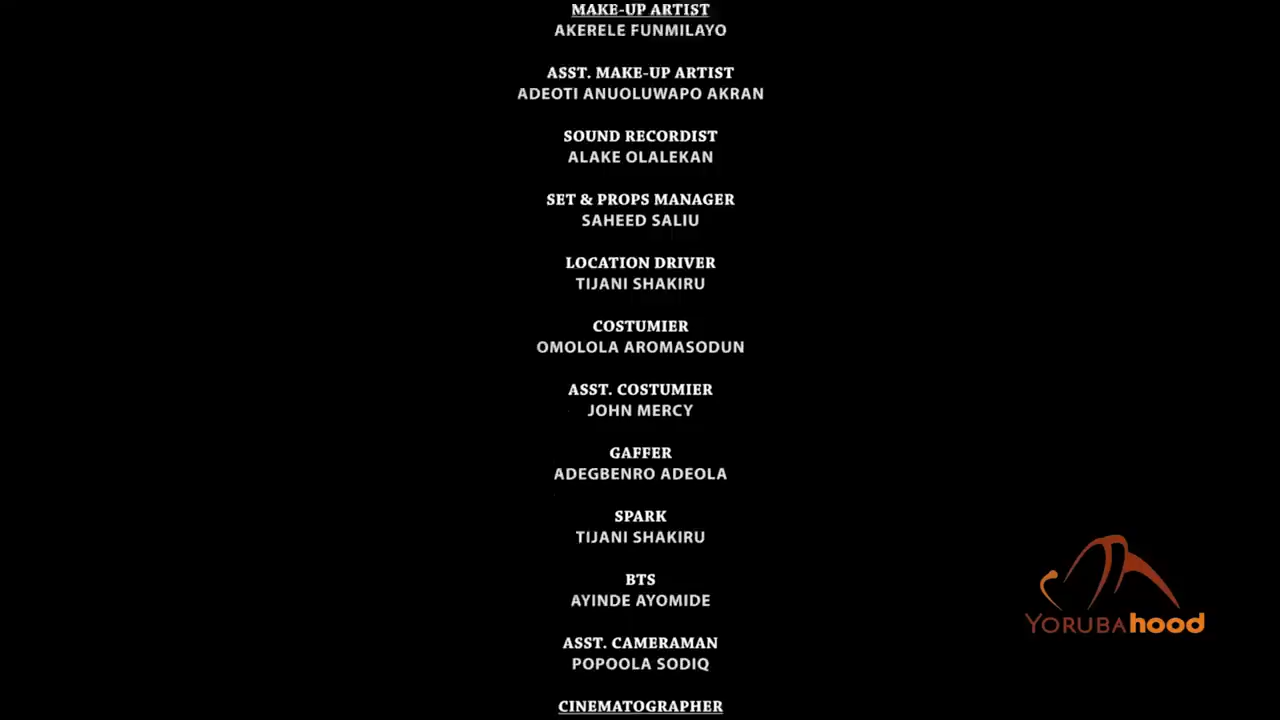 MAKE-UP ARTIST
AKERELE FUNMILAYO
ASST. MAKE-UP ARTIST
ADEOTI ANUOLUWAPO AKRAN
SOUND RECORDIST
ALAKE OLALEKAN
SET & PROPS MANAGER
SAHEED SALIU
LOCATION DRIVER
TIJANI SHAKIRU
COSTUMIER
OMOLOLA AROMASODUN
ASST. COSTUMIER
JOHN MERCY
GAFFER
ADEGBENRO ADEOLA
SPARK
TIJANI SHAKIRU
BTS
AYINDE AYOMIDE
ASST. CAMERAMAN
POPOOLA SODIQ
CINEMATOGRAPHER
YORUBAhood